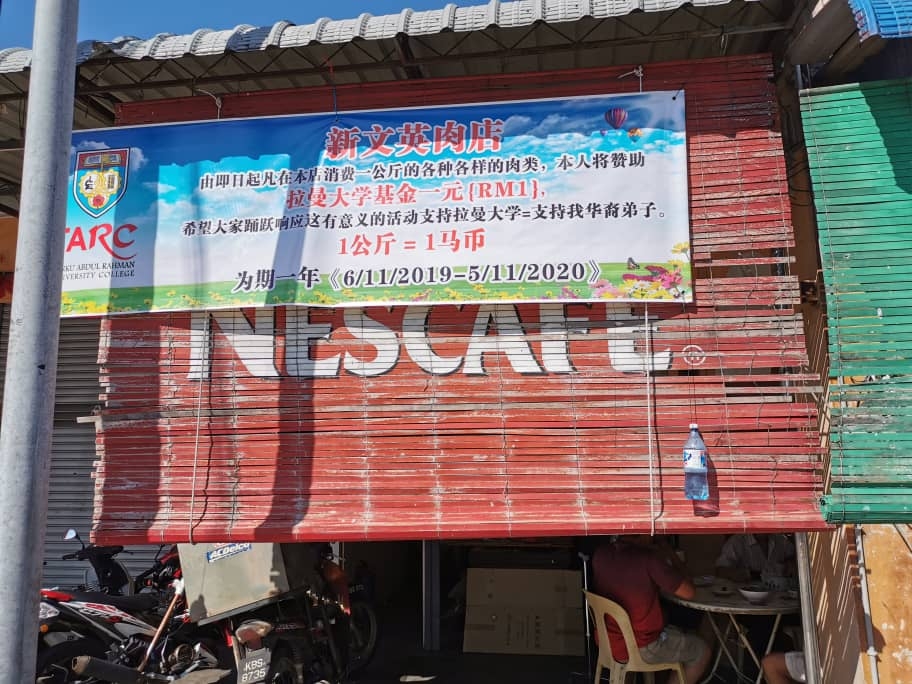 新文英肉店
由即日起凡在本店消费一公斤的各种各样的肉类，本人将赞助
拉曼大学基金一元{RM1}，
希望大家踊跃响应这有意义的活动支持拉曼大学=支持我华裔弟子。
1公斤 = 1马币
为期一年《6/11/2019-5/11/2020》
TARC
ABDUL RAHMAN
UNIVERSITY COLLEGE
NESCAFE
ACDelco
KBS
8735